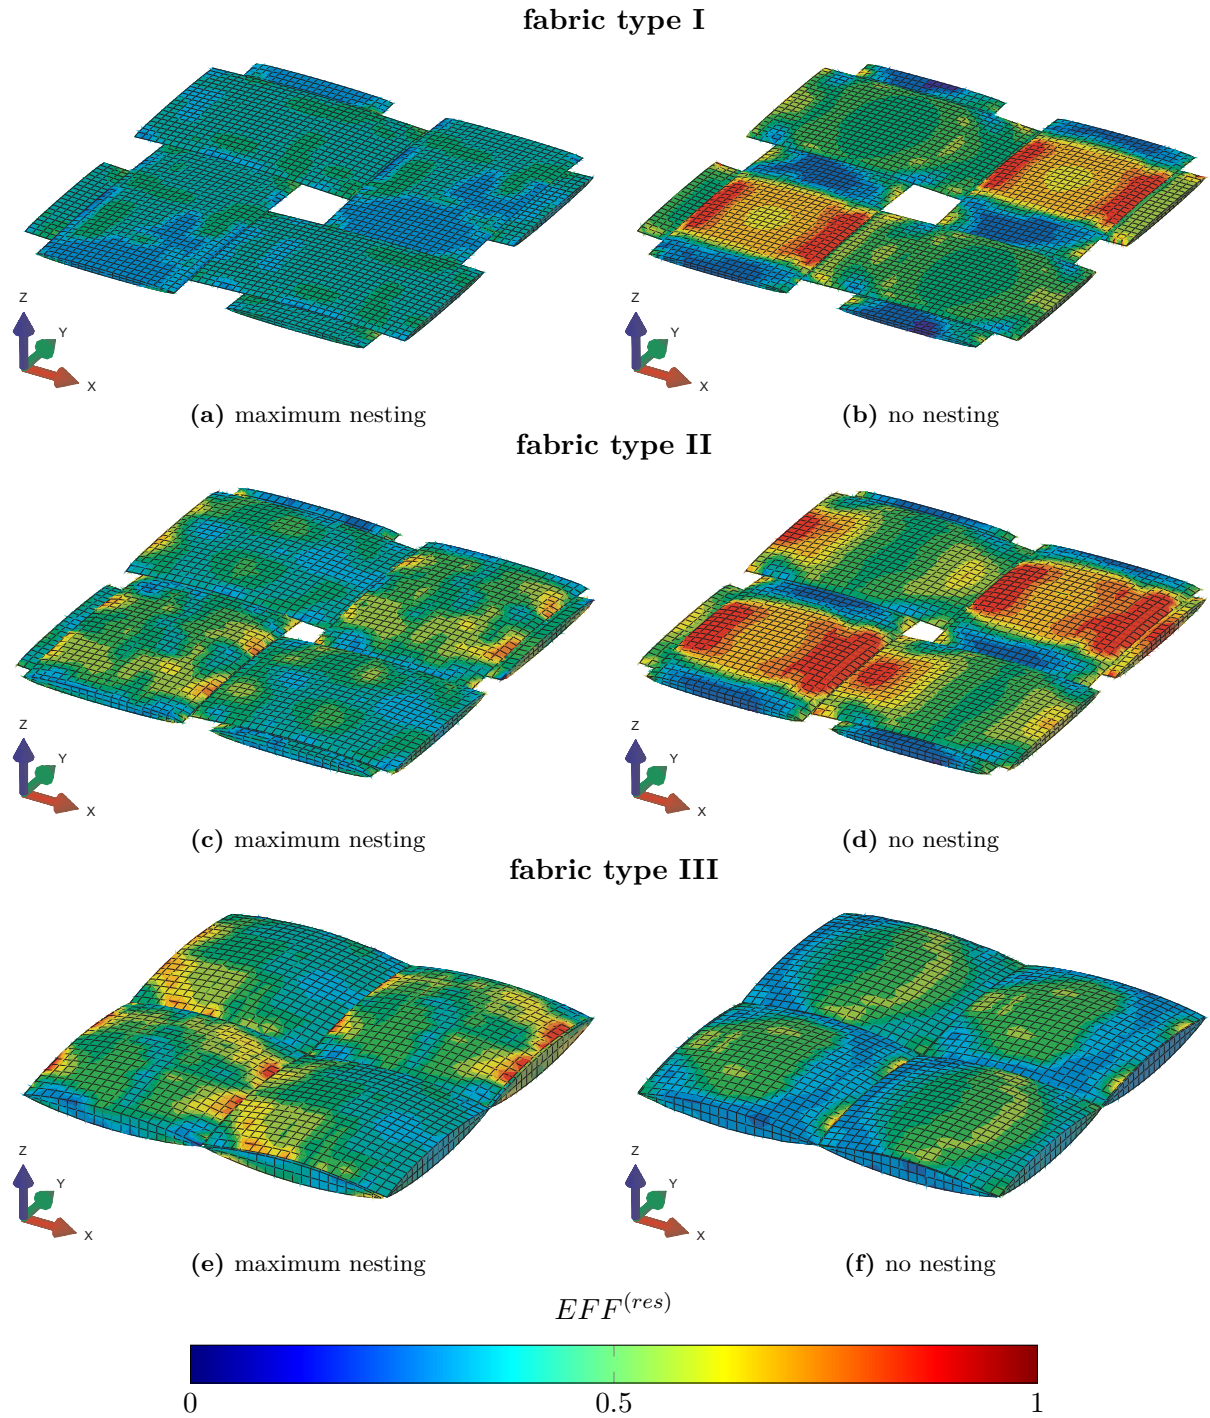 fabric type I
Z
Y
X
Z
Y
X
(a) maximum nesting
(b) no nesting
fabric type II
Z
Y
X
Z
Y
X
(c) maximum nesting
(d) no nesting
fabric type III
Z
Y
X
Z
Y
X
(e) maximum nesting
(f) no nesting
EFF^{(res)}
0
0.5
1